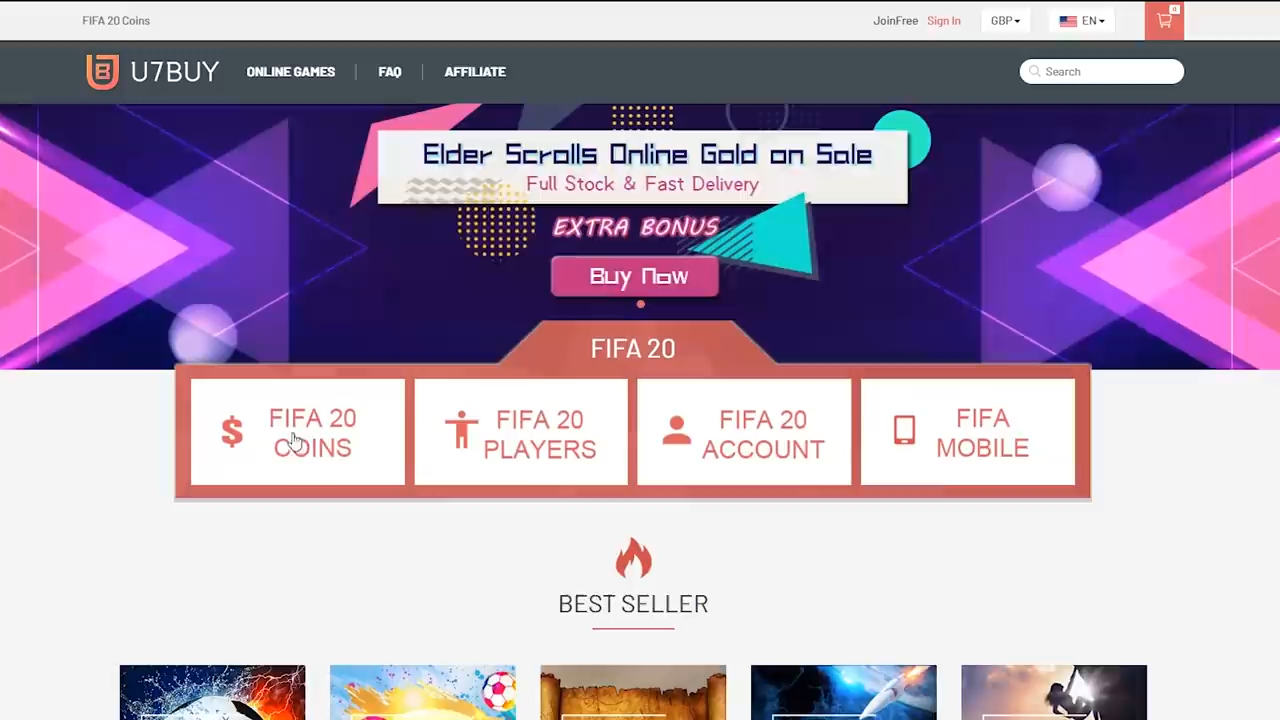 FIFA 20 Coins
JoinFree Sign In GBP EN 0
U7BUY ONLINE GAMES FAQ AFFILIATE Search
Elder Scrolls Online Gold on Sale
Full Stock & Fast Delivery
EXTRA BONUS
Buy Now
FIFA 20
$ FIFA 20
COINS
FIFA 20
PLAYERS
FIFA 20
ACCOUNT
FIFA
MOBILE
BEST SELLER